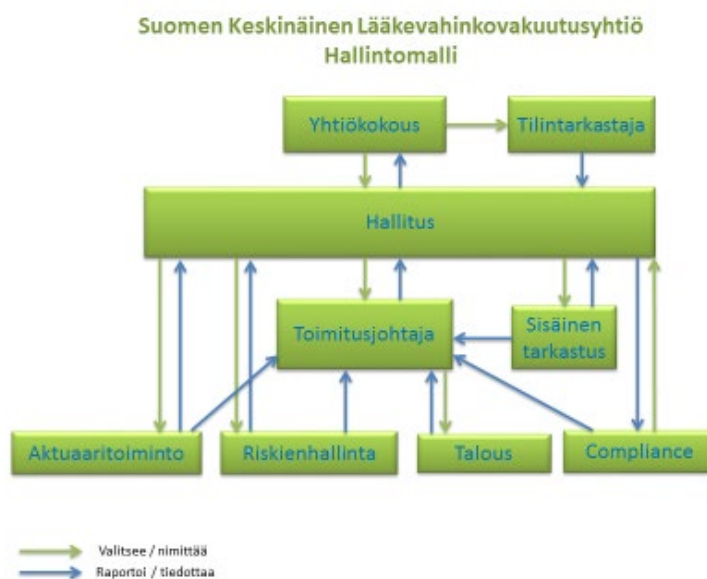 Suomen Keskinäinen Lääkevahinkovakuutusyhtiö
Hallintomalli
Yhtiökokous
Tilintarkastaja
Hallitus
Toimitusjohtaja
Sisäinen
tarkastus
Aktuaaritoiminto
Riskienhallinta
Talous
Compliance
Valitsee / nimittää
Raportoi / tiedottaa